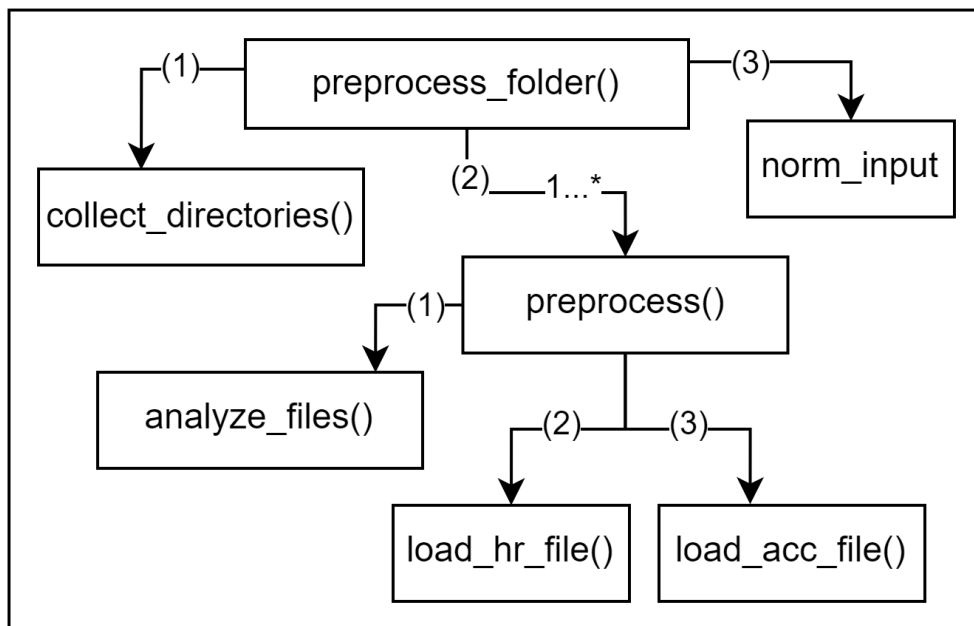 preprocess_folder()
(1)
(3)
collect_directories()
(2)
norm_input
1...*
preprocess()
(1)
analyze_files()
(2)
(3)
load_hr_file()
load_acc_file()